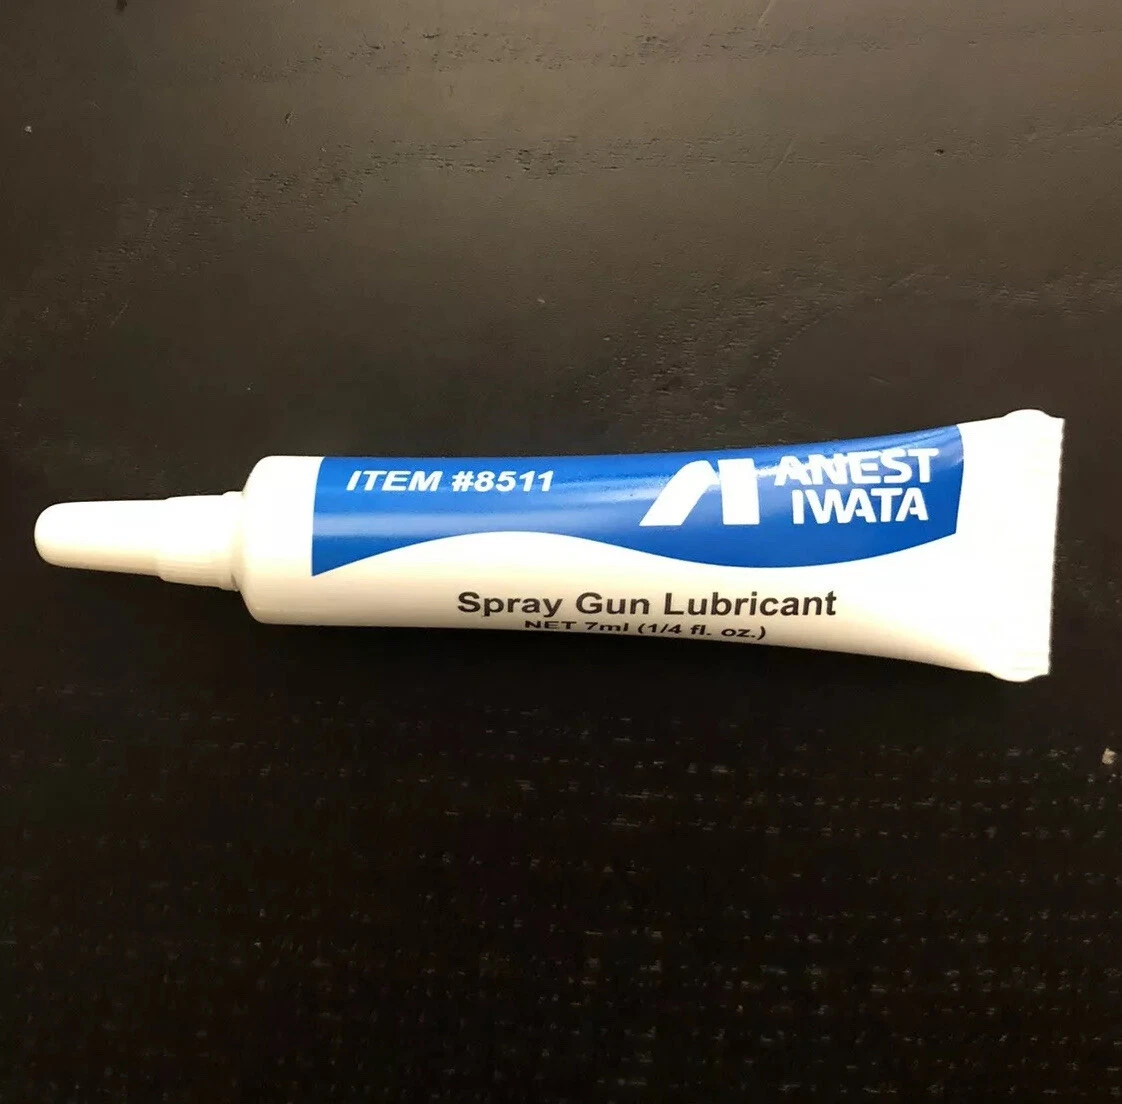 ITEM #8511
ANEST
IWATA
Spray Gun Lubricant
NET 7ml (1/4 fl. oz.)